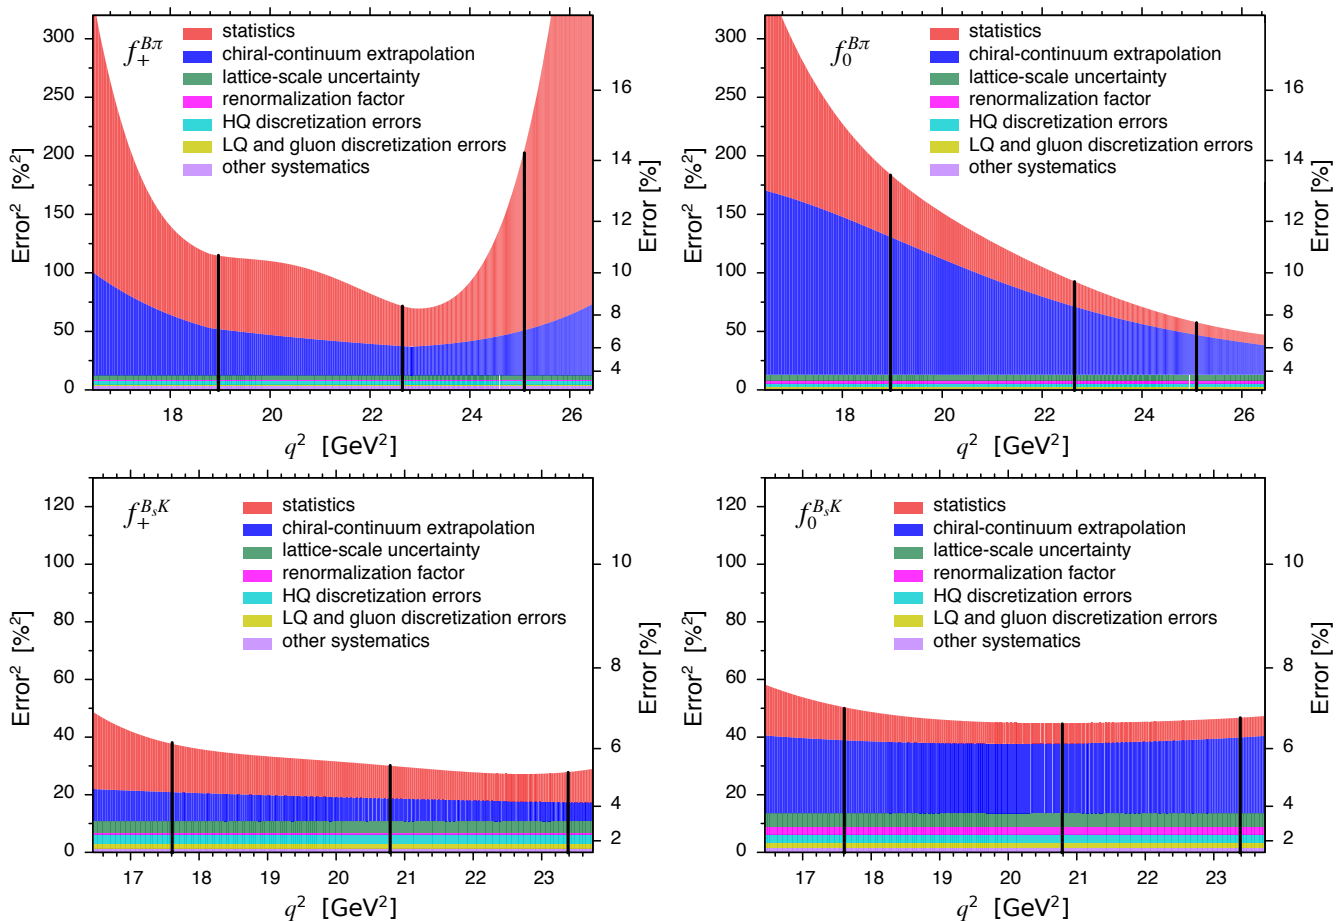 f_+^{Bπ}
statistics
chiral-continuum extrapolation
lattice-scale uncertainty
renormalization factor
HQ discretization errors
LQ and gluon discretization errors
other systematics
Error² [%²]
300
250
200
150
100
50
0
Error [%]
16
14
12
10
8
6
4
18 20 22 24 26
q² [GeV²]
f_0^{Bπ}
statistics
chiral-continuum extrapolation
lattice-scale uncertainty
renormalization factor
HQ discretization errors
LQ and gluon discretization errors
other systematics
Error² [%²]
300
250
200
150
100
50
0
Error [%]
16
14
12
10
8
6
4
18 20 22 24 26
q² [GeV²]
f_+^{B_sK}
statistics
chiral-continuum extrapolation
lattice-scale uncertainty
renormalization factor
HQ discretization errors
LQ and gluon discretization errors
other systematics
Error² [%²]
120
100
80
60
40
20
0
Error [%]
10
8
6
4
2
17 18 19 20 21 22 23
q² [GeV²]
f_0^{B_sK}
statistics
chiral-continuum extrapolation
lattice-scale uncertainty
renormalization factor
HQ discretization errors
LQ and gluon discretization errors
other systematics
Error² [%²]
120
100
80
60
40
20
0
Error [%]
10
8
6
4
2
17 18 19 20 21 22 23
q² [GeV²]